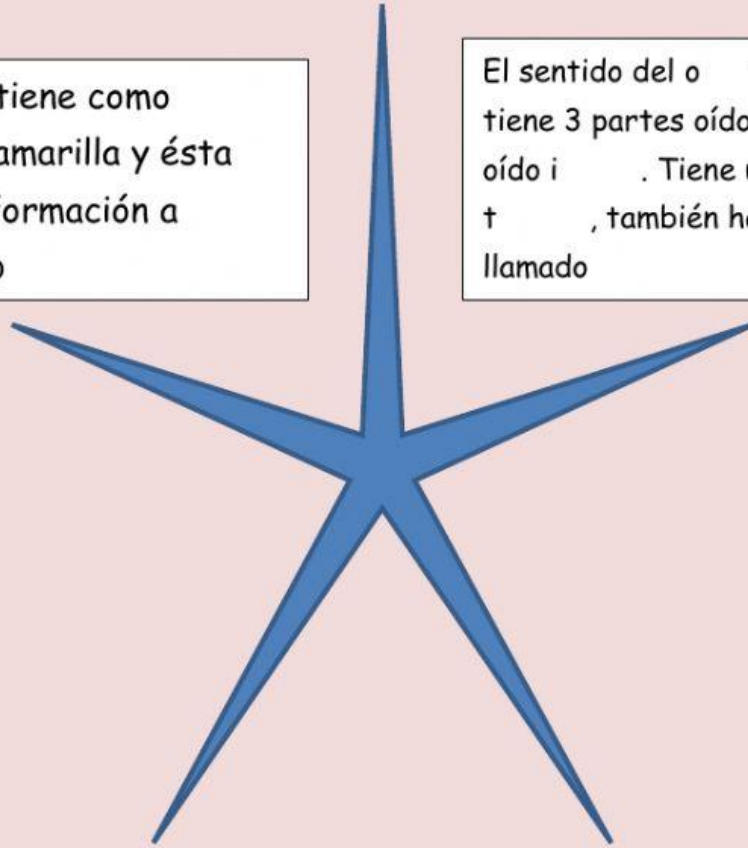 tiene como
amarilla y ésta
formación a
o
El sentido del o
tiene 3 partes oído
oído i . Tiene
t , también
llamado